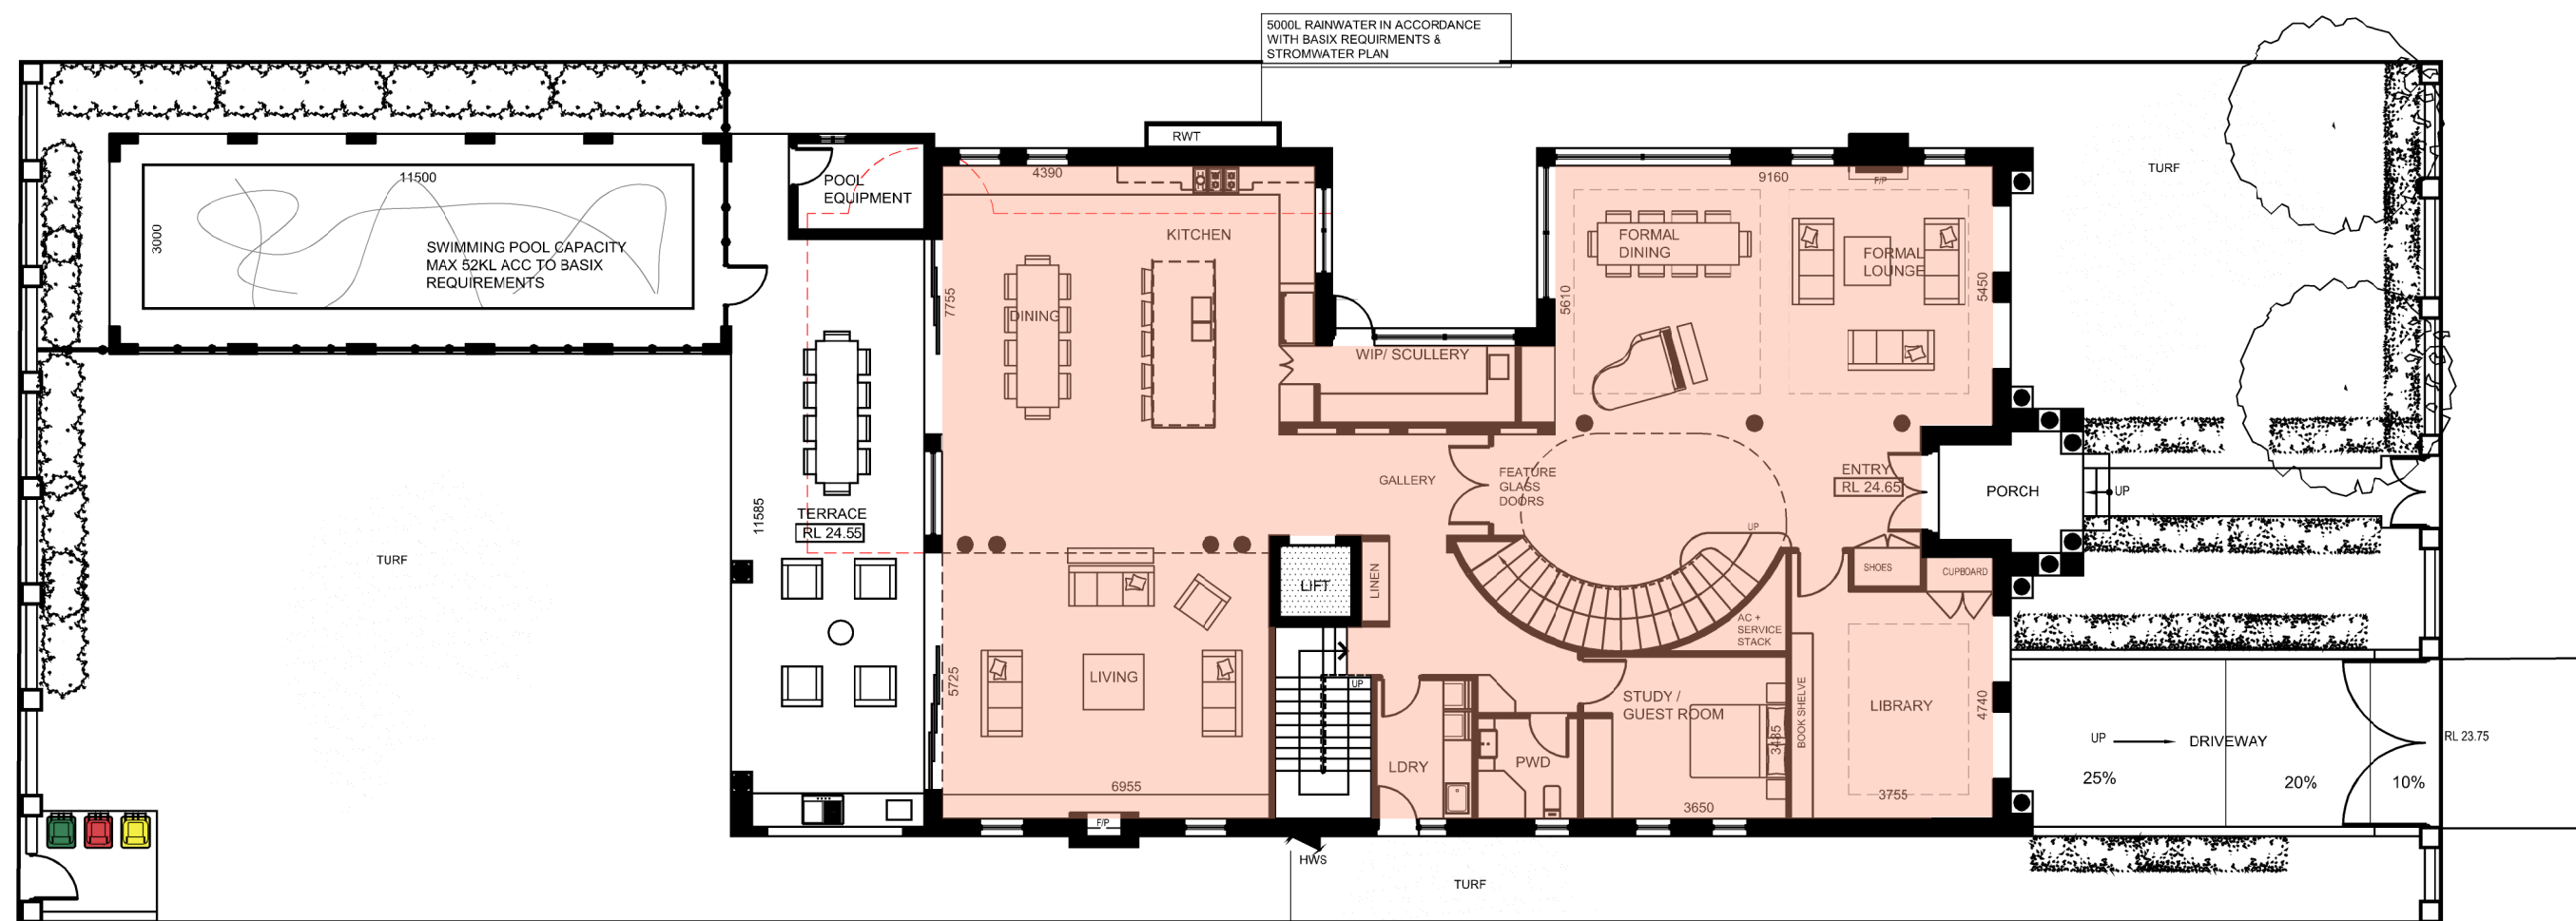 5000L RAINWATER IN ACCORDANCE
WITH BASIX REQUIRMENTS &
STROMWATER PLAN
RWT
TURF
11500
3000
SWIMMING POOL CAPACITY
MAX 52KL ACC TO BASIX
REQUIREMENTS
POOL
EQUIPMENT
4390
KITCHEN
7755
DINING
WIP/ SCULLERY
9160
F/P
FORMAL
DINING
FORMAL
LOUNGE
5610
5450
GALLERY
FEATURE
GLASS
DOORS
ENTRY
RL 24.65
PORCH
UP
UP
11585
TERRACE
RL 24.55
TURF
LIFT
LINEN
SHOES
CUPBOARD
AC +
SERVICE
STACK
5725
LIVING
UP
STUDY /
GUEST ROOM
3485
BOOK SHELVE
LIBRARY
4740
LDRY
PWD
6955
3650
3755
F/P
HWS
TURF
UP
DRIVEWAY
25%
20%
10%
RL 23.75